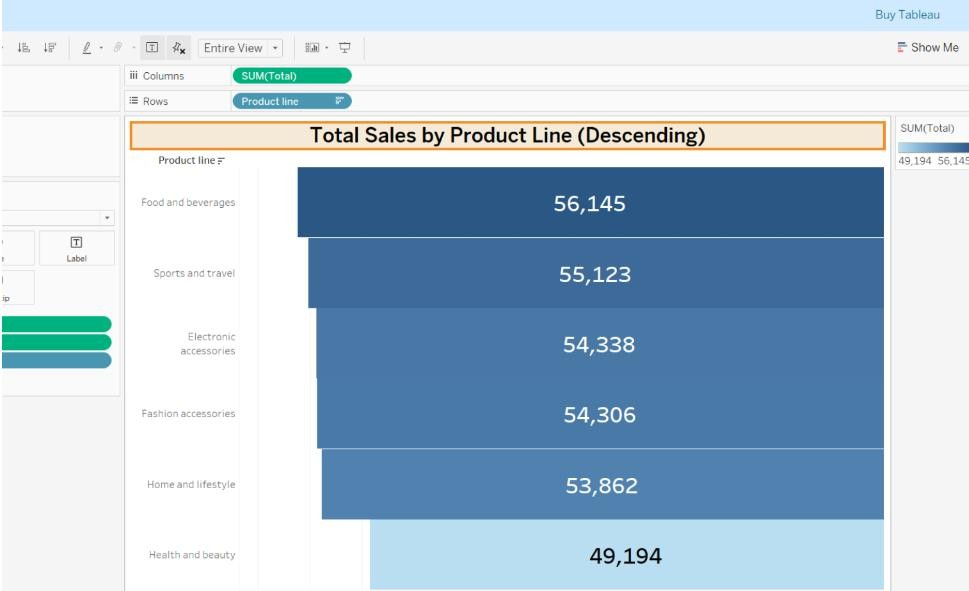 Buy Tableau
Entire View
Show Me
Columns
SUM(Total)
Rows
Product line
Total Sales by Product Line (Descending)
SUM(Total)
49,194 56,145
Product line
Food and beverages
56,145
Sports and travel
55,123
Label
Electronic
accessories
54,338
Fashion accessories
54,306
Home and lifestyle
53,862
Health and beauty
49,194